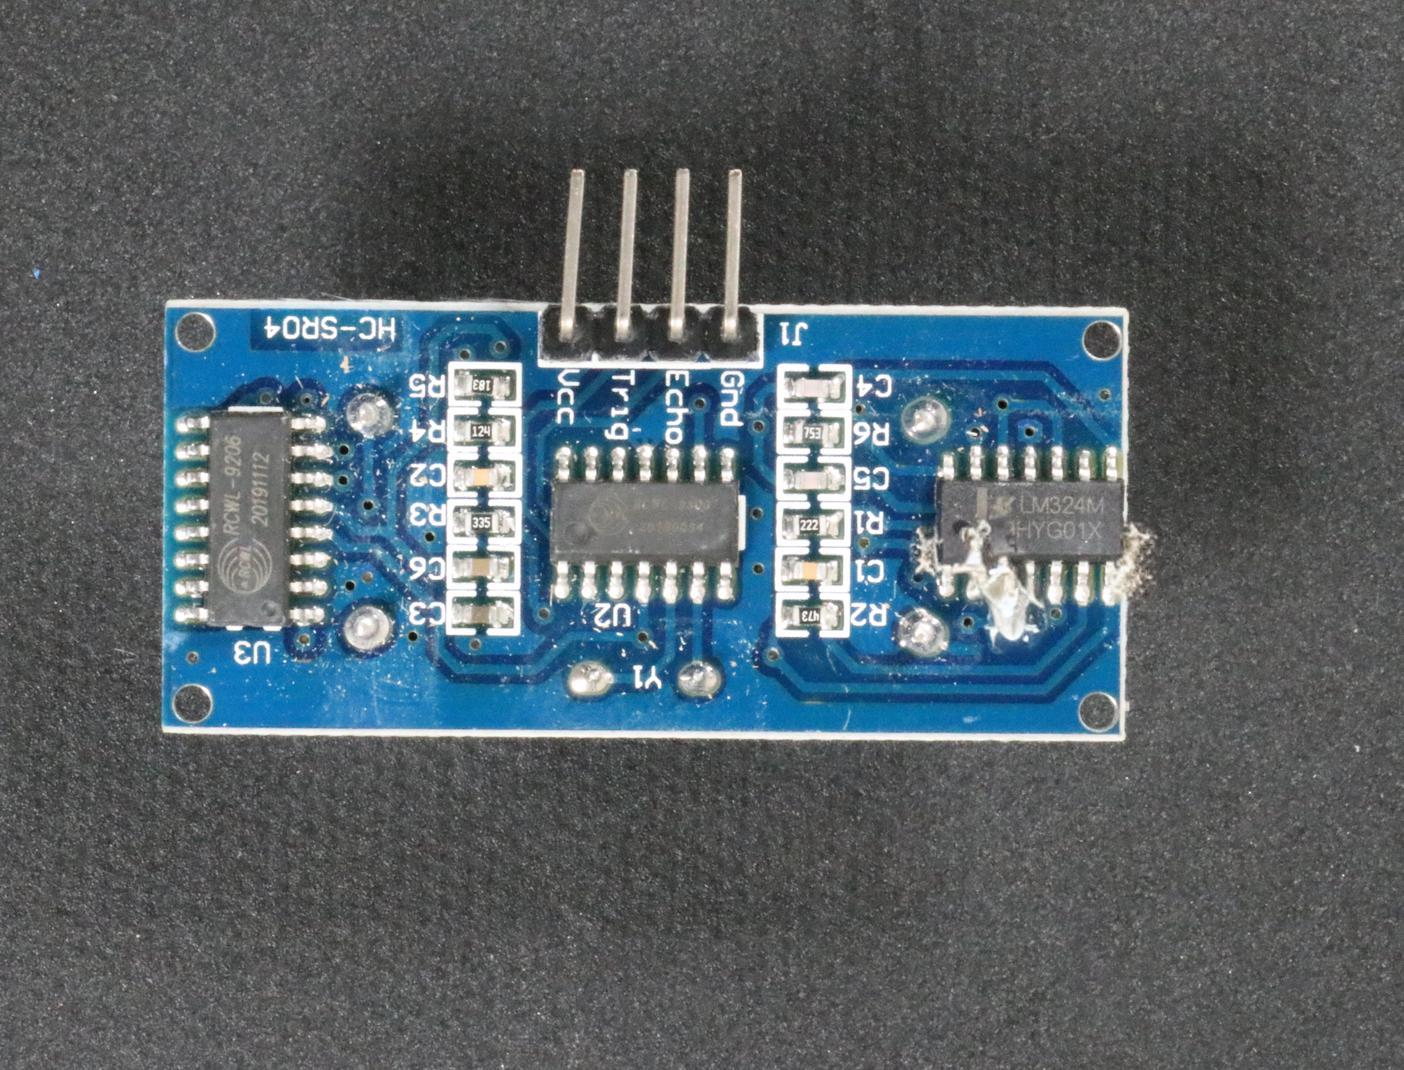 HC-SR04
J1
Vcc
Trig
Echo
Gnd
R5
183
R4
124
C2
R3
335
C6
C3
C4
R6
753
C5
R1
222
C1
R2
473
RCWL-9206
20191112
RCWL
U3
U2
Y1
LM324M
HYG01X